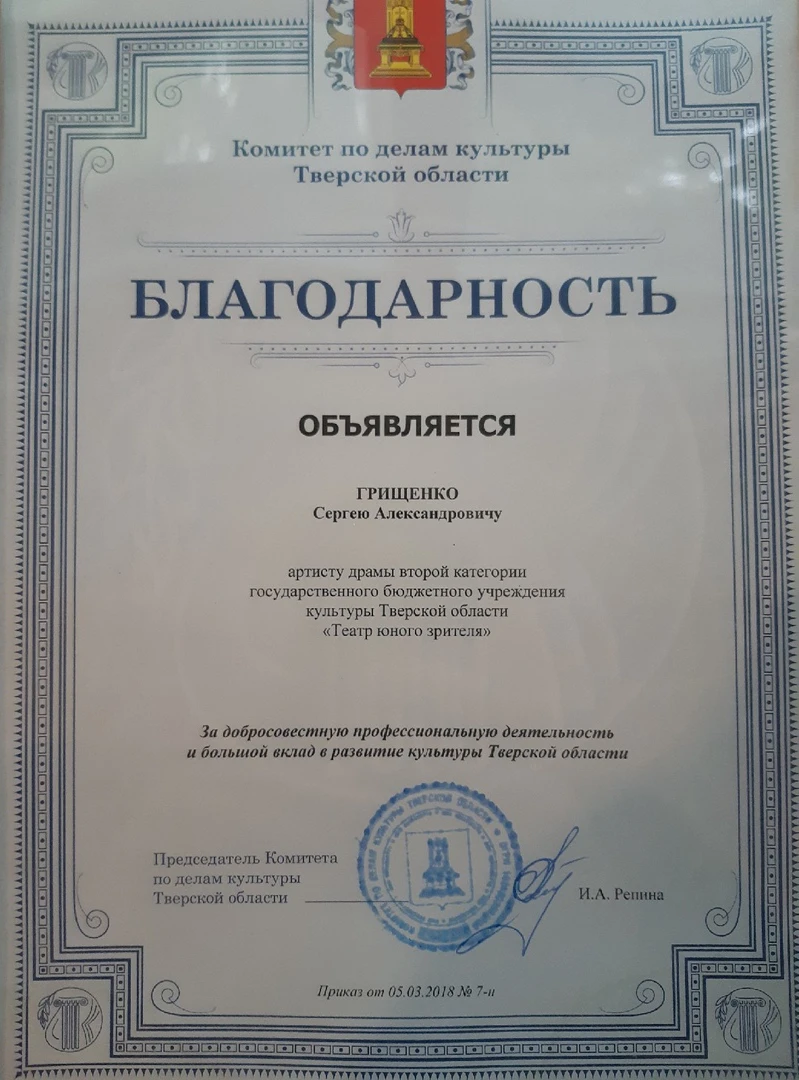 Комитет по делам культуры
Тверской области
БЛАГОДАРНОСТЬ
ОБЪЯВЛЯЕТСЯ
ГРИЩЕНКО
Сергею Александровичу
артисту драмы второй категории
государственного бюджетного учреждения
культуры Тверской области
«Театр юного зрителя»
За добросовестную профессиональную деятельность
и большой вклад в развитие культуры Тверской области
Председатель Комитета
по делам культуры
Тверской области
И.А. Репина
Приказ от 05.03.2018 № 7-н